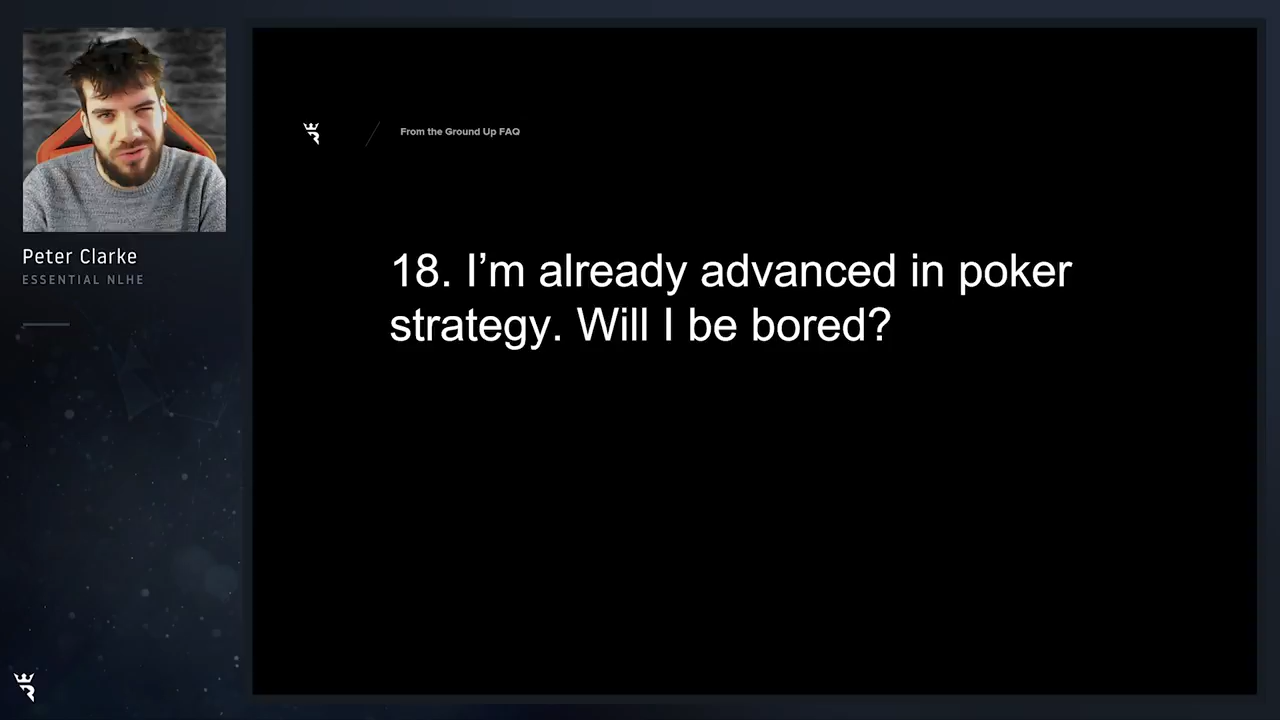 Peter Clarke
ESSENTIAL NLHE
From the Ground Up FAQ
18. I’m already advanced in poker
strategy. Will I be bored?